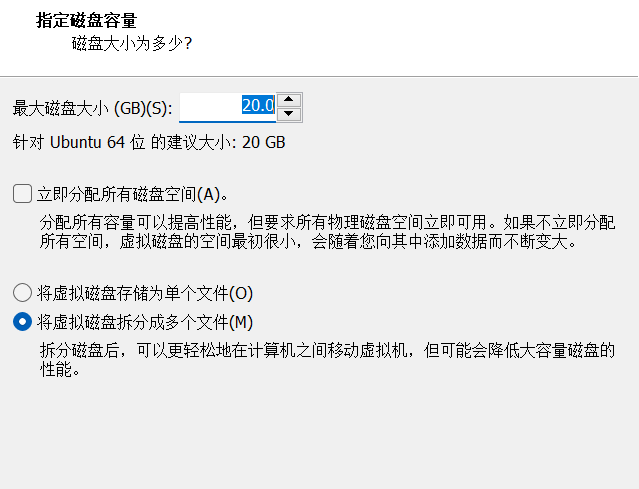 指定磁盘容量
磁盘大小为多少?
最大磁盘大小 (GB)(S): 20.0
针对 Ubuntu 64 位 的建议大小: 20 GB
立即分配所有磁盘空间(A)。
分配所有容量可以提高性能，但要求所有物理磁盘空间立即可用。如果不立即分配
所有空间，虚拟磁盘的空间最初很小，会随着您向其中添加数据而不断变大。
将虚拟磁盘存储为单个文件(O)
将虚拟磁盘拆分成多个文件(M)
拆分磁盘后，可以更轻松地在计算机之间移动虚拟机，但可能会降低大容量磁盘的
性能。